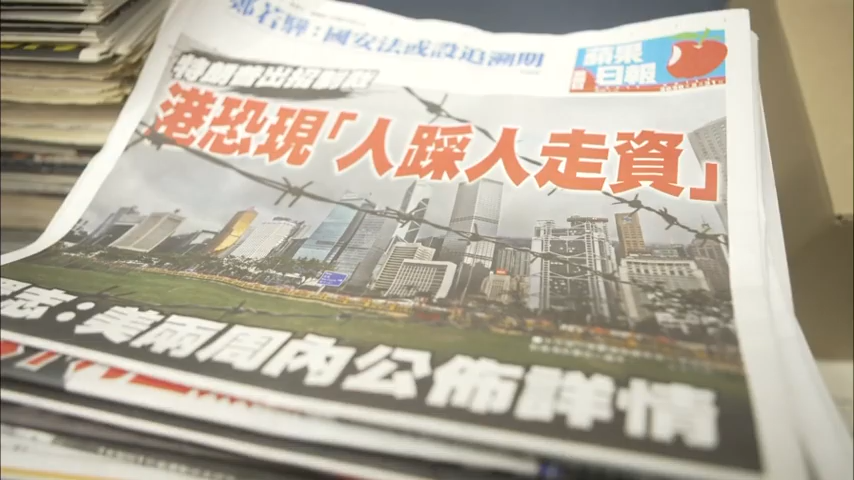 鄭若驊：國安法或設追溯期
蘋果
日報
特朗普出招制裁
港恐現「人踩人走資」
志：美兩周內公佈詳情